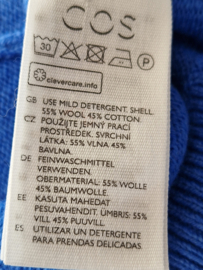 COS
30
P
clevercare.info
GB USE MILD DETERGENT. SHELL:
55% WOOL 45% COTTON.
CZ POUŽIJTE JEMNÝ PRACÍ
PROSTŘEDEK. SVRCHNÍ
LÁTKA: 55% VLNA 45%
BAVLNA.
DE FEINWASCHMITTEL
VERWENDEN.
OBERMATERIAL: 55% WOLLE
45% BAUMWOLLE.
EE KASUTA MAHEDAT
PESUVAHENDIT. ÜMBRIS: 55%
VILL 45% PUUVILL.
ES UTILIZAR UN DETERGENTE
PARA PRENDAS DELICADAS